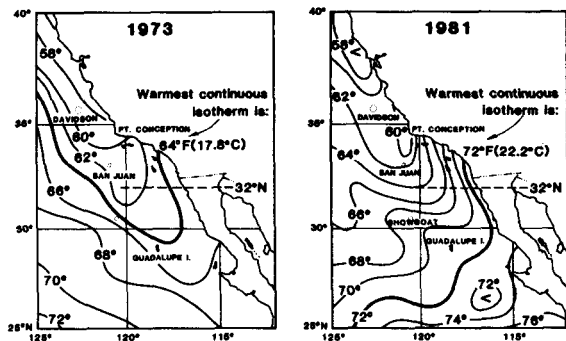 1973
40°
58°
Warmest continuous
isotherm is:
DAVIDSON
35°
60°
PT. CONCEPTION
64°F(17.8°C)
62°
SAN JUAN
66°
32°N
30°
68°
GUADALUPE I.
70°
72°
25°
125°
120°
115°
1981
40°
58°
V
Warmest continuous
isotherm is:
62°
DAVIDSON
35°
PT. CONCEPTION
60°
72°F(22.2°C)
64°
SAN JUAN
32°N
66°
SHOWBOAT
30°
68°
GUADALUPE I.
70°
72°
V
25°N
72°
74°
76°
125°
120°
115°